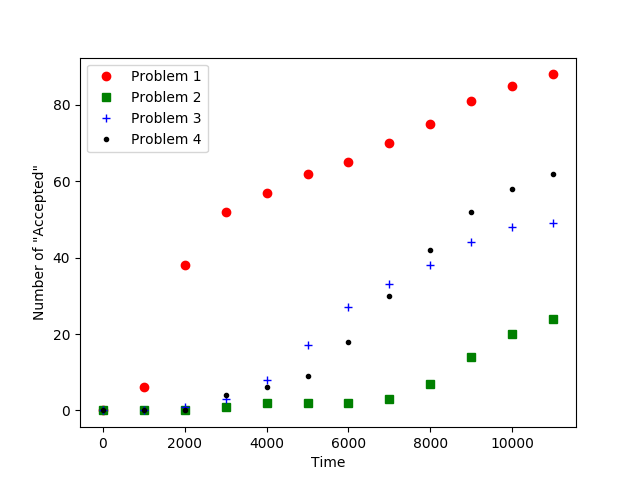 Problem 1
Problem 2
Problem 3
Problem 4
Number of "Accepted"
80
60
40
20
0
0
2000
4000
6000
8000
10000
Time